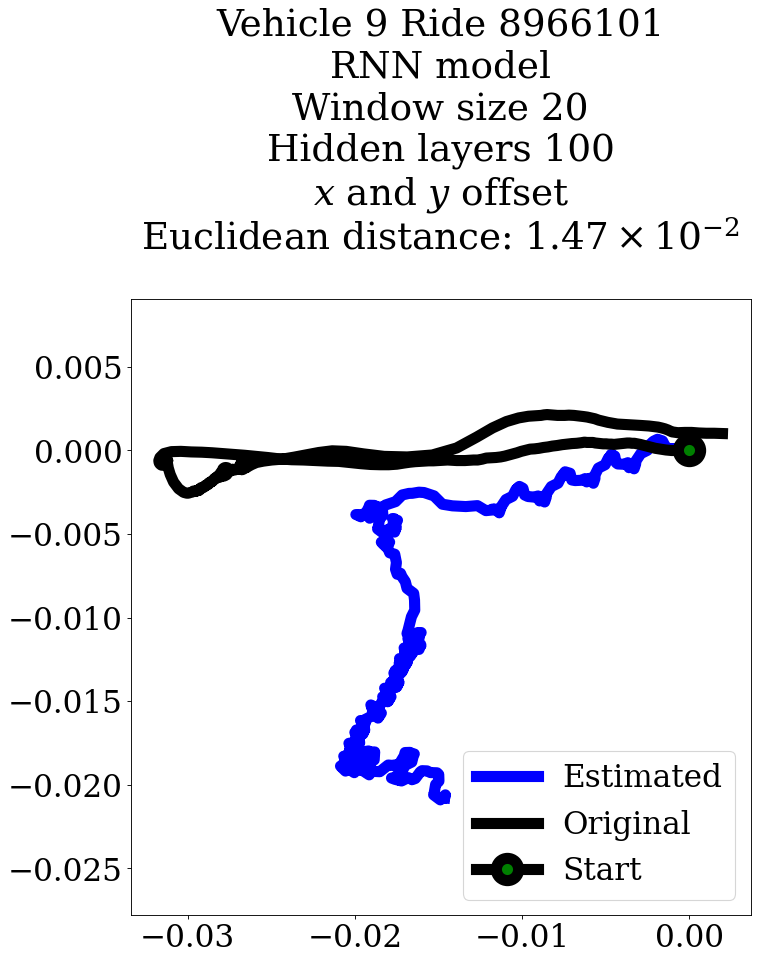 Vehicle 9 Ride 8966101
RNN model
Window size 20
Hidden layers 100
x and y offset
Euclidean distance: 1.47 × 10⁻²
0.005
0.000
−0.005
−0.010
−0.015
−0.020
−0.025
Estimated
Original
Start
−0.03 −0.02 −0.01 0.00